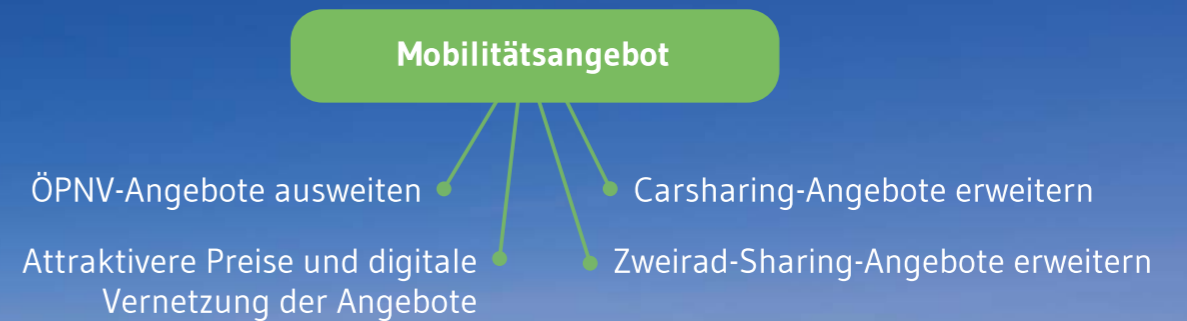 Mobilitätsangebot
ÖPNV-Angebote ausweiten
Attraktivere Preise und digitale
Vernetzung der Angebote
Carsharing-Angebote erweitern
Zweirad-Sharing-Angebote erweitern